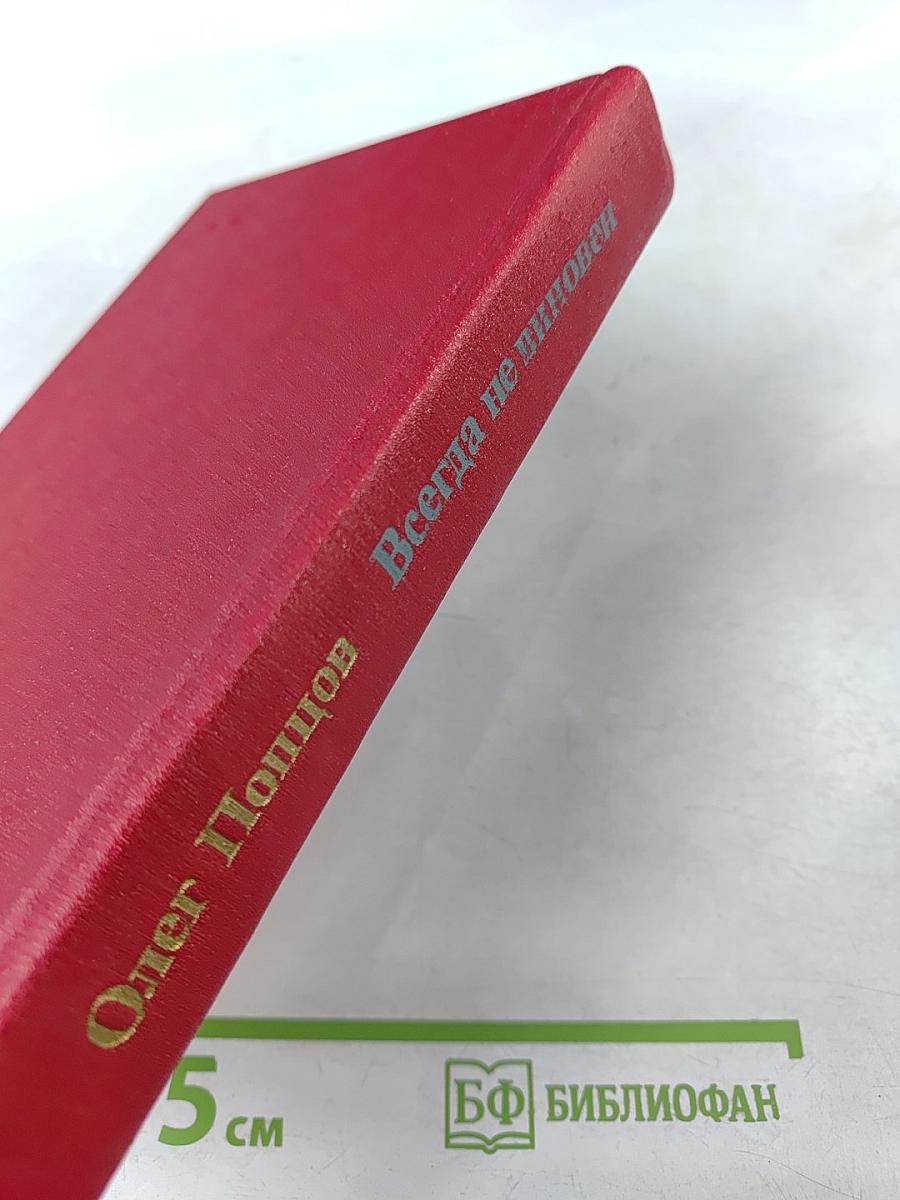 Олег Попцов Всегда не виновен
5 см
БФ БИБЛИОФАН